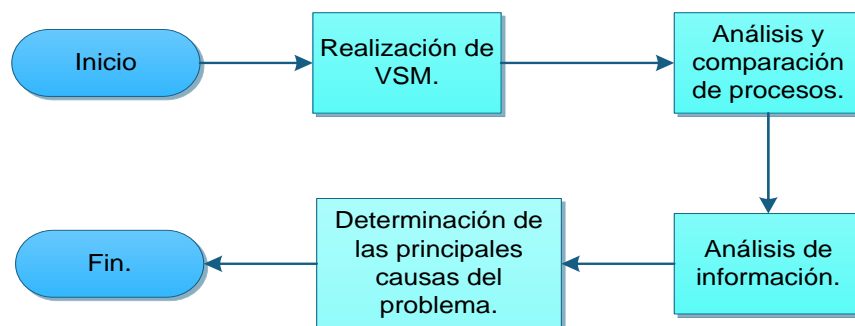 Inicio
Realización de
VSM.
Análisis y
comparación
de procesos.
Análisis de
información.
Determinación de
las principales
causas del
problema.
Fin.